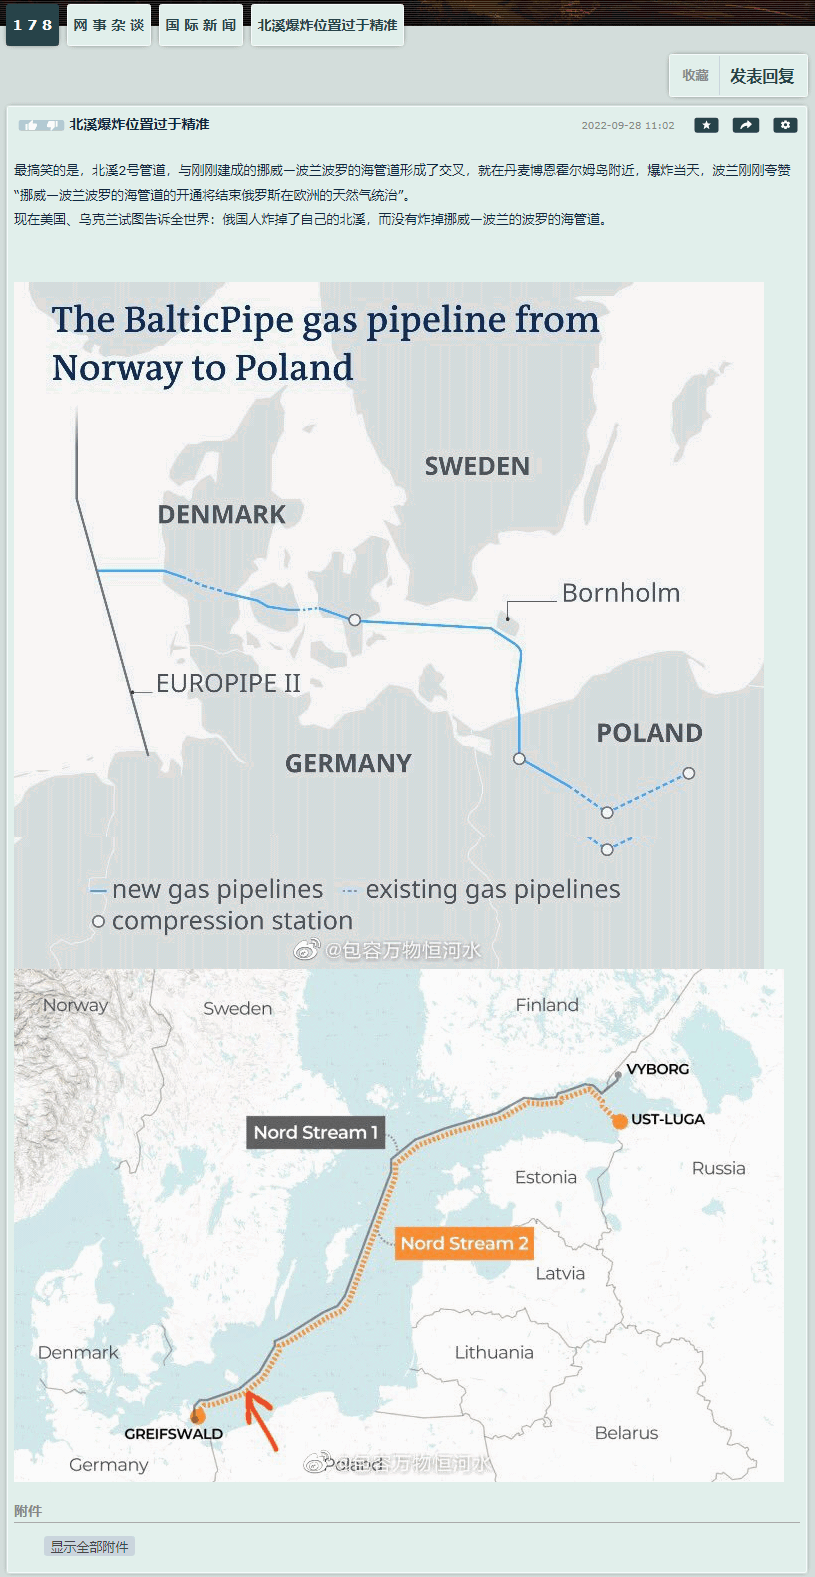 178 网事杂谈 国际新闻 北溪爆炸位置过于精准
收藏 发表回复
北溪爆炸位置过于精准 2022-09-28 11:02
最搞笑的是，北溪2号管道，与刚刚建成的挪威—波兰波罗的海管道形成了交叉，就在丹麦博恩霍尔姆岛附近，爆炸当天，波兰刚刚夸赞
“挪威—波兰波罗的海管道的开通将结束俄罗斯在欧洲的天然气统治”。
现在美国、乌克兰试图告诉全世界：俄国人炸掉了自己的北溪，而没有炸掉挪威—波兰的波罗的海管道。
The BalticPipe gas pipeline from
Norway to Poland
SWEDEN
DENMARK
Bornholm
EUROPIPE II
POLAND
GERMANY
new gas pipelines existing gas pipelines
compression station
@包容万物恒河水
Norway Sweden Finland
VYBORG
UST-LUGA
Nord Stream 1
Russia
Estonia
Nord Stream 2
Latvia
Denmark Lithuania
GREIFSWALD
Belarus
Germany Poland @包容万物恒河水
附件
显示全部附件